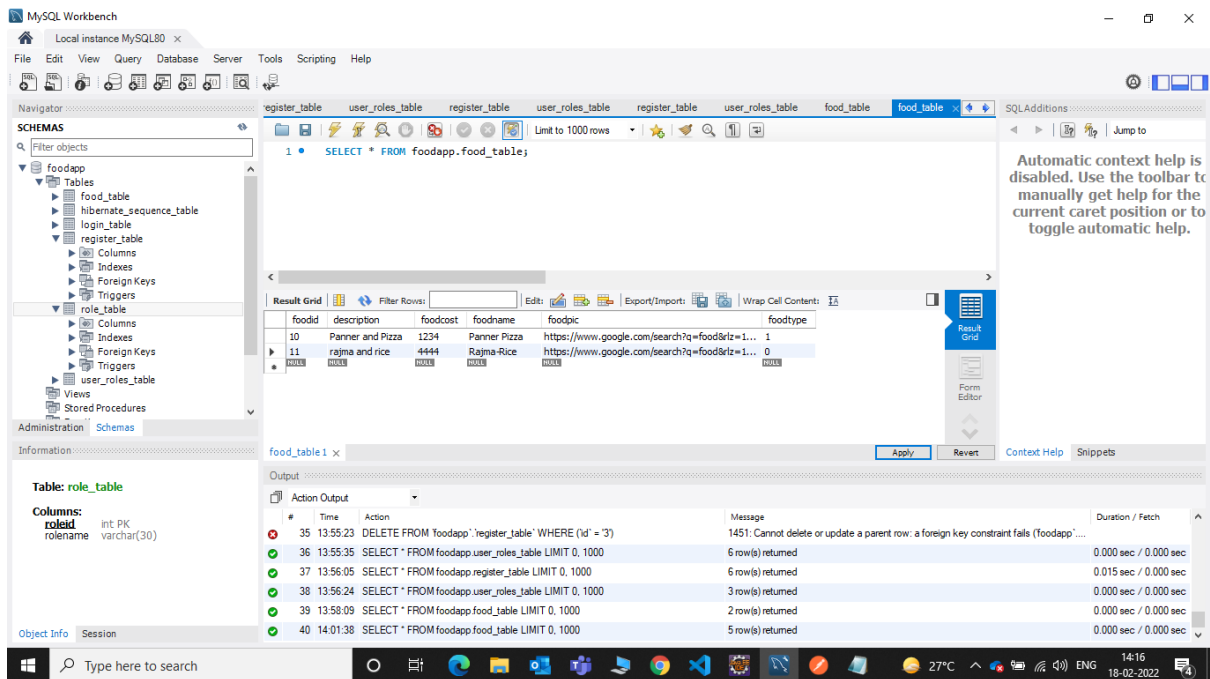 MySQL Workbench
Local instance MySQL80
File Edit View Query Database Server Tools Scripting Help
Navigator
SCHEMAS
Filter objects
foodapp
Tables
food_table
hibernate_sequence_table
login_table
register_table
Columns
Indexes
Foreign Keys
Triggers
role_table
Columns
Indexes
Foreign Keys
Triggers
user_roles_table
Views
Stored Procedures
Administration Schemas
Information
Table: role_table
Columns:
roleid int PK
rolename varchar(30)
Object Info Session
egister_table user_roles_table register_table user_roles_table register_table user_roles_table food_table food_table
Limit to 1000 rows
1 SELECT * FROM foodapp.food_table;
Result Grid Filter Rows: Edit: Export/Import: Wrap Cell Content:
foodid description foodcost foodname foodpic foodtype
10 Panner and Pizza 1234 Panner Pizza https://www.google.com/search?q=food&rlz=1... 1
11 rajma and rice 4444 Rajma-Rice https://www.google.com/search?q=food&rlz=1... 0
NULL NULL NULL NULL NULL NULL
Result
Grid
Form
Editor
food_table 1 Apply Revert
SQLAdditions
Jump to
Automatic context help is
disabled. Use the toolbar to
manually get help for the
current caret position or to
toggle automatic help.
Context Help Snippets
Output
Action Output
# Time Action Message Duration / Fetch
35 13:55:23 DELETE FROM `foodapp`.`register_table` WHERE (`id` = '3') 1451: Cannot delete or update a parent row: a foreign key constraint fails (`foodapp`....
36 13:55:35 SELECT * FROM foodapp.user_roles_table LIMIT 0, 1000 6 row(s) returned 0.000 sec / 0.000 sec
37 13:56:05 SELECT * FROM foodapp.register_table LIMIT 0, 1000 6 row(s) returned 0.015 sec / 0.000 sec
38 13:56:24 SELECT * FROM foodapp.user_roles_table LIMIT 0, 1000 3 row(s) returned 0.000 sec / 0.000 sec
39 13:58:09 SELECT * FROM foodapp.food_table LIMIT 0, 1000 2 row(s) returned 0.000 sec / 0.000 sec
40 14:01:38 SELECT * FROM foodapp.food_table LIMIT 0, 1000 5 row(s) returned 0.000 sec / 0.000 sec
Type here to search
27°C ENG
14:16
18-02-2022
4